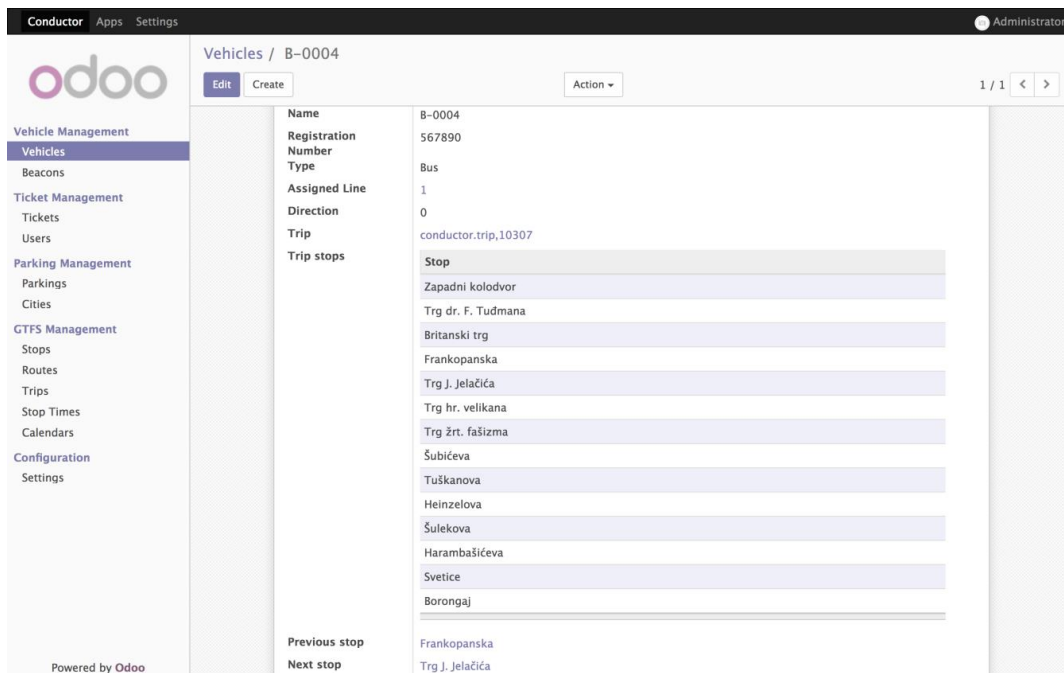 Conductor Apps Settings
Administrator
odoo
Vehicles / B-0004
Edit Create
Action
1 / 1
Vehicle Management
Vehicles
Beacons
Ticket Management
Tickets
Users
Parking Management
Parkings
Cities
GTFS Management
Stops
Routes
Trips
Stop Times
Calendars
Configuration
Settings
Powered by Odoo
Name B-0004
Registration Number 567890
Type Bus
Assigned Line 1
Direction 0
Trip conductor.trip,10307
Trip stops
Stop
Zapadni kolodvor
Trg dr. F. Tuđmana
Britanski trg
Frankopanska
Trg J. Jelačića
Trg hr. velikana
Trg žrt. fašizma
Šubićeva
Tuškanova
Heinzelova
Šulekova
Harambašićeva
Svetice
Borongaj
Previous stop Frankopanska
Next stop Trg J. Jelačića